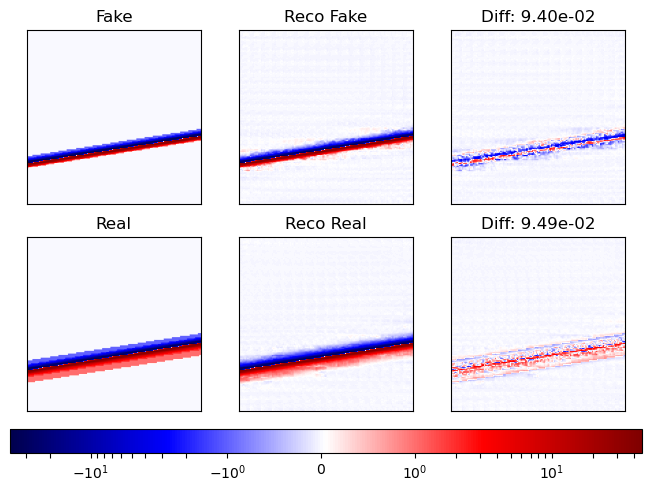 Fake Reco Fake Diff: 9.40e-02
Real Reco Real Diff: 9.49e-02
−10¹ −10⁰ 0 10⁰ 10¹